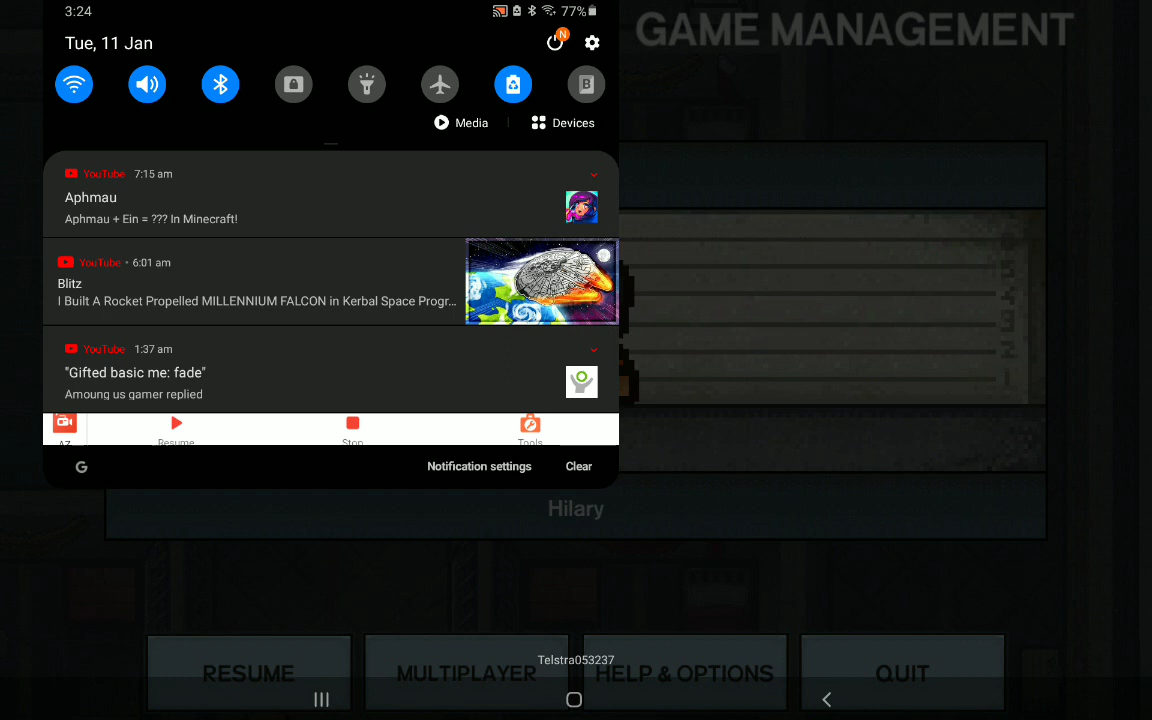 3:24
77%
GAME MANAGEMENT
Tue, 11 Jan
N
B
Media
Devices
YouTube 7:15 am
Aphmau
Aphmau + Ein = ??? In Minecraft!
YouTube • 6:01 am
Blitz
I Built A Rocket Propelled MILLENNIUM FALCON in Kerbal Space Progr...
YouTube 1:37 am
"Gifted basic me: fade"
Amoung us gamer replied
AZ
Resume
Stop
Tools
G
Notification settings
Clear
Hilary
Telstra053237
RESUME
MULTIPLAYER
HELP & OPTIONS
QUIT